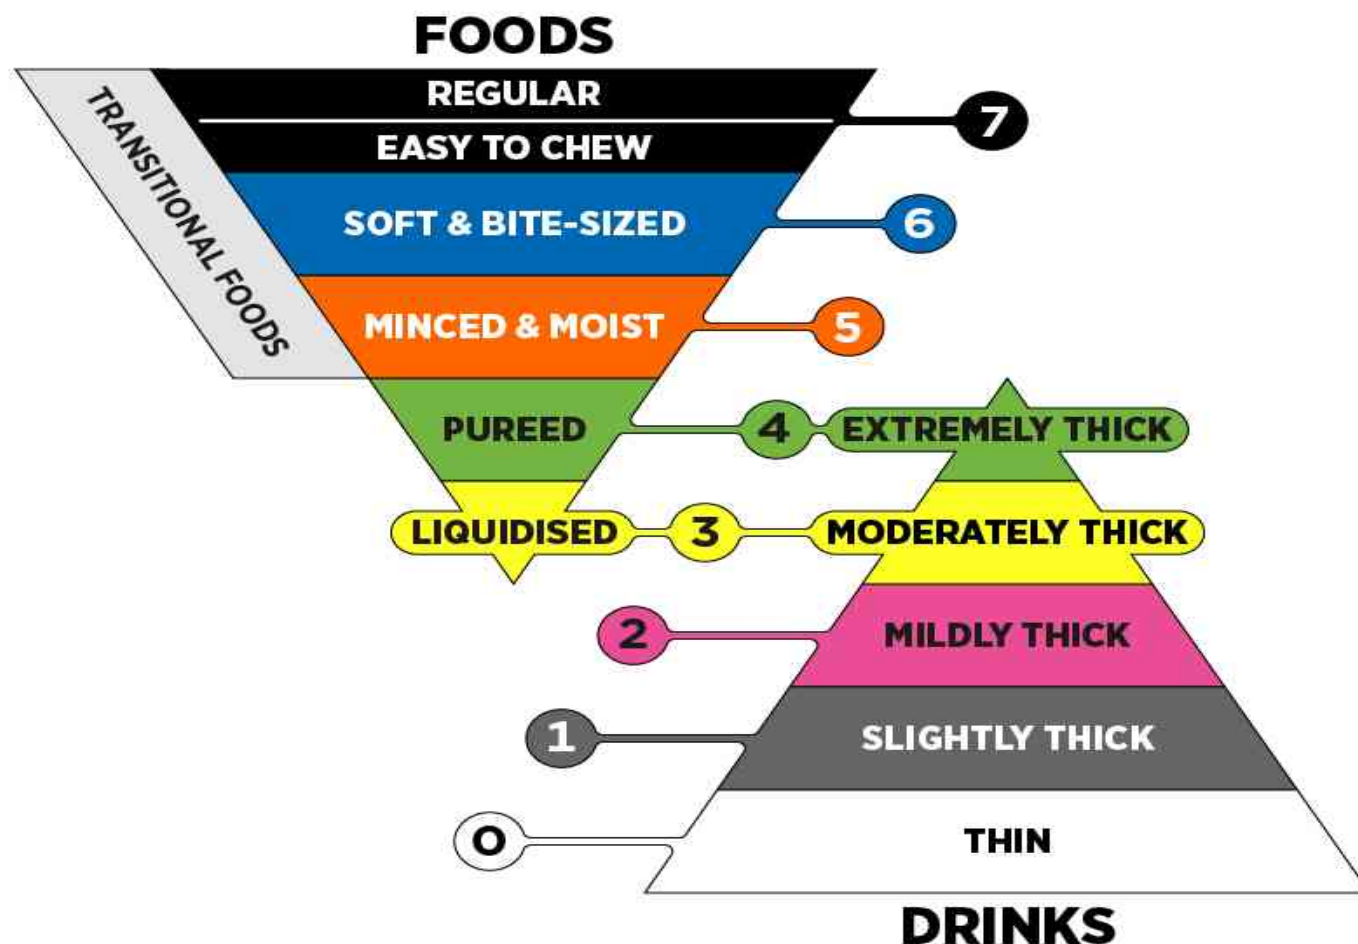 FOODS
TRANSITIONAL FOODS
REGULAR
EASY TO CHEW
7
SOFT & BITE-SIZED
6
MINCED & MOIST
5
PUREED
4
EXTREMELY THICK
LIQUIDISED
3
MODERATELY THICK
2
MILDLY THICK
1
SLIGHTLY THICK
0
THIN
DRINKS